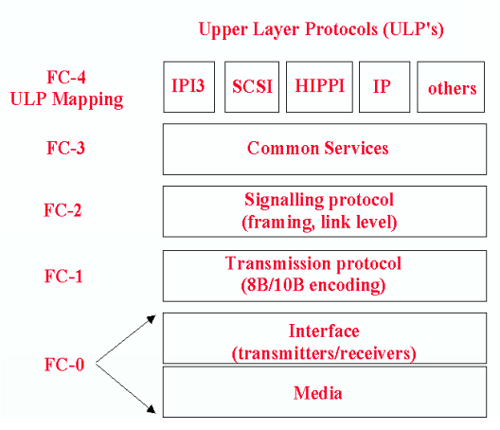 Upper Layer Protocols (ULP's)
FC-4
ULP Mapping
IPI3 SCSI HIPPI IP others
FC-3
Common Services
FC-2
Signalling protocol
(framing, link level)
FC-1
Transmission protocol
(8B/10B encoding)
FC-0
Interface
(transmitters/receivers)
Media